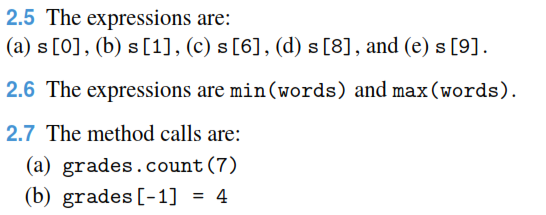 2.5 The expressions are:
(a) s[0], (b) s[1], (c) s[6], (d) s[8], and (e) s[9].
2.6 The expressions are min(words) and max(words).
2.7 The method calls are:
(a) grades.count(7)
(b) grades[-1] = 4